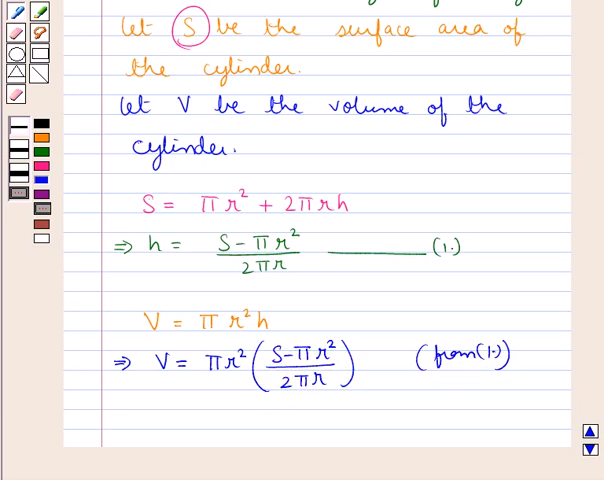 Let S be the surface area of
the cylinder.
Let V be the volume of the
cylinder.
S = πr² + 2πrh
⇒ h = (S - πr²)/(2πr) ———— (1.)
V = πr²h
⇒ V = πr² ((S-πr²)/(2πr)) (from (1.))